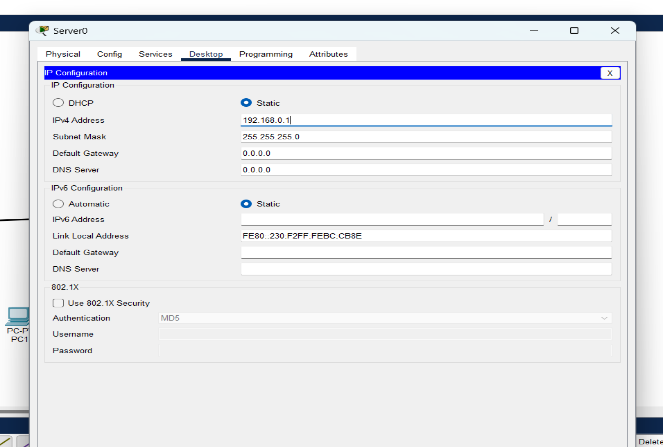 Server0
Physical Config Services Desktop Programming Attributes
IP Configuration X
IP Configuration
DHCP Static
IPv4 Address 192.168.0.1
Subnet Mask 255.255.255.0
Default Gateway 0.0.0.0
DNS Server 0.0.0.0
IPv6 Configuration
Automatic Static
IPv6 Address /
Link Local Address FE80::230:F2FF:FEBC:CB8E
Default Gateway
DNS Server
802.1X
Use 802.1X Security
Authentication MD5
Username
Password
PC-P
PC1
Delete